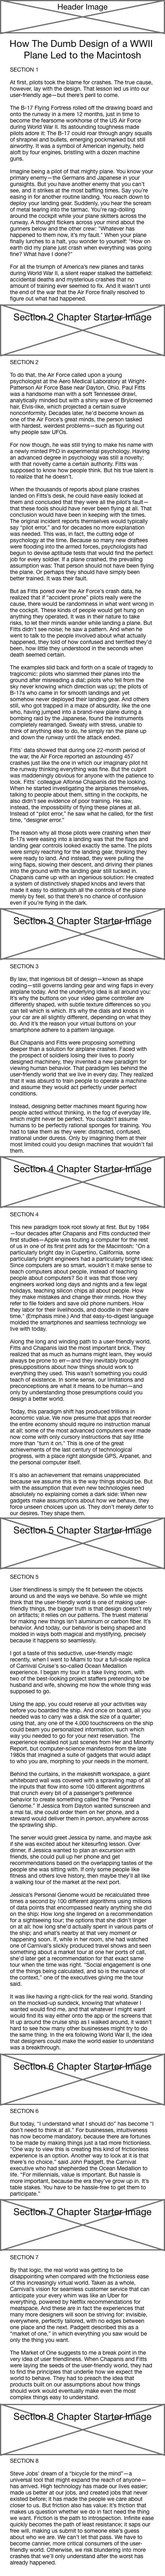 Header Image
How The Dumb Design of a WWII
Plane Led to the Macintosh
SECTION 1
At first, pilots took the blame for crashes. The true cause,
however, lay with the design. That lesson led us into our
user-friendly age—but there's peril to come.
The B-17 Flying Fortress rolled off the drawing board and
onto the runway in a mere 12 months, just in time to
become the fearsome workhorse of the US Air Force
during World War II. Its astounding toughness made
pilots adore it: The B-17 could roar through angry squalls
of shrapnel and bullets, emerging pockmarked but still
airworthy. It was a symbol of American ingenuity, held
aloft by four engines, bristling with a dozen machine
guns.
Imagine being a pilot of that mighty plane. You know your
primary enemy—the Germans and Japanese in your
gunsights. But you have another enemy that you can't
see, and it strikes at the most baffling times. Say you're
easing in for another routine landing. You reach down to
deploy your landing gear. Suddenly, you hear the scream
of metal tearing into the tarmac. You're rag-dolling
around the cockpit while your plane skitters across the
runway. A thought flickers across your mind about the
gunners below and the other crew: "Whatever has
happened to them now, it's my fault." When your plane
finally lurches to a halt, you wonder to yourself: "How on
earth did my plane just crash when everything was going
fine? What have I done?"
For all the triumph of America's new planes and tanks
during World War II, a silent reaper stalked the battlefield:
accidental deaths and mysterious crashes that no
amount of training ever seemed to fix. And it wasn't until
the end of the war that the Air Force finally resolved to
figure out what had happened.
Section 2 Chapter Starter Image
SECTION 2
To do that, the Air Force called upon a young
psychologist at the Aero Medical Laboratory at Wright-
Patterson Air Force Base near Dayton, Ohio. Paul Fitts
was a handsome man with a soft Tennessee drawl,
analytically minded but with a shiny wave of Brylcreemed
hair, Elvis-like, which projected a certain suave
nonconformity. Decades later, he'd become known as
one of the Air Force's great minds, the person tasked
with hardest, weirdest problems—such as figuring out
why people saw UFOs.
For now though, he was still trying to make his name with
a newly minted PhD in experimental psychology. Having
an advanced degree in psychology was still a novelty;
with that novelty came a certain authority. Fitts was
supposed to know how people think. But his true talent is
to realize that he doesn't.
When the thousands of reports about plane crashes
landed on Fitts's desk, he could have easily looked at
them and concluded that they were all the pilot's fault—
that these fools should have never been flying at all. That
conclusion would have been in keeping with the times.
The original incident reports themselves would typically
say "pilot error," and for decades no more explanation
was needed. This was, in fact, the cutting edge of
psychology at the time. Because so many new draftees
were flooding into the armed forces, psychologists had
begun to devise aptitude tests that would find the perfect
job for every soldier. If a plane crashed, the prevailing
assumption was: That person should not have been flying
the plane. Or perhaps they should have simply been
better trained. It was their fault.
But as Fitts pored over the Air Force's crash data, he
realized that if "accident prone" pilots really were the
cause, there would be randomness in what went wrong in
the cockpit. These kinds of people would get hung on
anything they operated. It was in their nature to take
risks, to let their minds wander while landing a plane. But
Fitts didn't see noise; he saw a pattern. And when he
went to talk to the people involved about what actually
happened, they told of how confused and terrified they'd
been, how little they understood in the seconds when
death seemed certain.
The examples slid back and forth on a scale of tragedy to
tragicomic: pilots who slammed their planes into the
ground after misreading a dial; pilots who fell from the
sky never knowing which direction was up; the pilots of
B-17s who came in for smooth landings and yet
somehow never deployed their landing gear. And others
still, who got trapped in a maze of absurdity, like the one
who, having jumped into a brand-new plane during a
bombing raid by the Japanese, found the instruments
completely rearranged. Sweaty with stress, unable to
think of anything else to do, he simply ran the plane up
and down the runway until the attack ended.
Fitts' data showed that during one 22-month period of
the war, the Air Force reported an astounding 457
crashes just like the one in which our imaginary pilot hit
the runway thinking everything was fine. But the culprit
was maddeningly obvious for anyone with the patience to
look. Fitts' colleague Alfonse Chapanis did the looking.
When he started investigating the airplanes themselves,
talking to people about them, sitting in the cockpits, he
also didn't see evidence of poor training. He saw,
instead, the impossibility of flying these planes at all.
Instead of "pilot error," he saw what he called, for the first
time, "designer error."
The reason why all those pilots were crashing when their
B-17s were easing into a landing was that the flaps and
landing gear controls looked exactly the same. The pilots
were simply reaching for the landing gear, thinking they
were ready to land. And instead, they were pulling the
wing flaps, slowing their descent, and driving their planes
into the ground with the landing gear still tucked in.
Chapanis came up with an ingenious solution: He created
a system of distinctively shaped knobs and levers that
made it easy to distinguish all the controls of the plane
merely by feel, so that there's no chance of confusion
even if you're flying in the dark.
Section 3 Chapter Starter Image
SECTION 3
By law, that ingenious bit of design—known as shape
coding—still governs landing gear and wing flaps in every
airplane today. And the underlying idea is all around you:
It's why the buttons on your video game controller are
differently shaped, with subtle texture differences so you
can tell which is which. It's why the dials and knobs in
your car are all slightly different, depending on what they
do. And it's the reason your virtual buttons on your
smartphone adhere to a pattern language.
But Chapanis and Fitts were proposing something
deeper than a solution for airplane crashes. Faced with
the prospect of soldiers losing their lives to poorly
designed machinery, they invented a new paradigm for
viewing human behavior. That paradigm lies behind the
user-friendly world that we live in every day. They realized
that it was absurd to train people to operate a machine
and assume they would act perfectly under perfect
conditions.
Instead, designing better machines meant figuring how
people acted without thinking, in the fog of everyday life,
which might never be perfect. You couldn't assume
humans to be perfectly rational sponges for training. You
had to take them as they were: distracted, confused,
irrational under duress. Only by imagining them at their
most limited could you design machines that wouldn't fail
them.
Section 4 Chapter Starter Image
SECTION 4
This new paradigm took root slowly at first. But by 1984
—four decades after Chapanis and Fitts conducted their
first studies—Apple was touting a computer for the rest of
us in one of its first print ads for the Macintosh: "On a
particularly bright day in Cupertino, California, some
particularly bright engineers had a particularly bright idea:
Since computers are so smart, wouldn't it make sense to
teach computers about people, instead of teaching
people about computers? So it was that those very
engineers worked long days and nights and a few legal
holidays, teaching silicon chips all about people. How
they make mistakes and change their minds. How they
refer to file folders and save old phone numbers. How
they labor for their livelihoods, and doodle in their spare
time." (Emphasis mine.) And that easy-to-digest language
molded the smartphones and seamless technology we
live with today.
Along the long and winding path to a user-friendly world,
Fitts and Chapanis laid the most important brick. They
realized that as much as humans might learn, they would
always be prone to err—and they inevitably brought
presuppositions about how things should work to
everything they used. This wasn't something you could
teach of existence. In some sense, our limitations and
preconceptions are what it means to be human—and
only by understanding those presumptions could you
design a better world.
Today, this paradigm shift has produced trillions in
economic value. We now presume that apps that reorder
the entire economy should require no instruction manual
at all; some of the most advanced computers ever made
now come with only cursory instructions that say little
more than "turn it on." This is one of the great
achievements of the last century of technological
progress, with a place right alongside GPS, Arpanet, and
the personal computer itself.
It's also an achievement that remains unappreciated
because we assume this is the way things should be. But
with the assumption that even new technologies need
absolutely no explaining comes a dark side: When new
gadgets make assumptions about how we behave, they
force unseen choices upon us. They don't merely defer to
our desires. They shape them.
Section 5 Chapter Starter Image
SECTION 5
User friendliness is simply the fit between the objects
around us and the ways we behave. So while we might
think that the user-friendly world is one of making user-
friendly things, the bigger truth is that design doesn't rely
on artifacts; it relies on our patterns. The truest material
for making new things isn't aluminum or carbon fiber. It's
behavior. And today, our behavior is being shaped and
molded in ways both magical and mystifying, precisely
because it happens so seamlessly.
I got a taste of this seductive, user-friendly magic
recently, when I went to Miami to tour a full-scale replica
of Carnival Cruise's so-called Ocean Medallion
experience. I began my tour in a fake living room, with
two of the best-looking project staffers pretending to be
husband and wife, showing me how the whole thing was
supposed to go.
Using the app, you could reserve all your activities way
before you boarded the ship. And once on board, all you
needed to carry was a disk the size of a quarter;
using that, any one of the 4,000 touchscreens on the ship
could beam you personalized information, such which
way you needed to go for your next reservation. The
experience recalled not just scenes from Her and Minority
Report, but computer-science manifestos from the late
1980s that imagined a suite of gadgets that would adapt
to who you are, morphing to your needs in the moment.
Behind the curtains, in the makeshift workspace, a giant
whiteboard wall was covered with a sprawling map of all
the inputs that flow into some 100 different algorithms
that crunch every bit of a passenger's preference
behavior to create something called the "Personal
Genome." If Jessica from Dayton wanted sunscreen and
a mai tai, she could order them on her phone, and a
steward would deliver them in person, anywhere across
the sprawling ship.
The server would greet Jessica by name, and maybe ask
if she was excited about her kitesurfing lesson. Over
dinner, if Jessica wanted to plan an excursion with
friends, she could pull up her phone and get
recommendations based on the overlapping tastes of the
people she was sitting with. If only some people like
fitness and others love history, then maybe they'll all like
a walking tour of the market at the next port.
Jessica's Personal Genome would be recalculated three
times a second by 100 different algorithms using millions
of data points that encompassed nearly anything she did
on the ship: How long she lingered on a recommendation
for a sightseeing tour; the options that she didn't linger
on at all; how long she'd actually spent in various parts of
the ship; and what's nearby at that very moment or
happening soon. If, while in her room, she had watched
one of Carnival's slickly produced travel shows and seen
something about a market tour at one her ports of call,
she'd later get a recommendation for that exact same
tour when the time was right. "Social engagement is one
of the things being calculated, and so is the nuance of
the context," one of the executives giving me the tour
said.
It was like having a right-click for the real world. Standing
on the mocked-up sundeck, knowing that whatever I
wanted would find me, and that whatever I might want
would find its way either onto the app or the screens that
lit up around the cruise ship as I walked around, it wasn't
hard to see how many other businesses might try to do
the same thing. In the era following World War II, the idea
that designers could make the world easier to understand
was a breakthrough.
Section 6 Chapter Starter Image
SECTION 6
But today, "I understand what I should do" has become "I
don't need to think at all." For businesses, intuitiveness
has now become mandatory, because there are fortunes
to be made by making things just a tad more frictionless.
"One way to view this is creating this kind of frictionless
experience is an option. Another way to look at it is that
there's no choice," said John Padgett, the Carnival
executive who had shepherded the Ocean Medallion to
life. "For millennials, value is important. But hassle is
more important, because the era they've grow up in. It's
table stakes. You have to be hassle-free to get them to
participate."
Section 7 Chapter Starter Image
SECTION 7
By that logic, the real world was getting to be
disappointing when compared with the frictionless ease
of this increasingly virtual world. Taken as a whole,
Carnival's vision for seamless customer service that can
anticipate your every whim was like an Uber for
everything, powered by Netflix recommendations for
meatspace. And these are in fact the experiences that
many more designers will soon be striving for: invisible,
everywhere, perfectly tailored, with no edges between
one place and the next. Padgett described this as a
"market of one," in which everything you saw would be
only the thing you want.
The Market of One suggests to me a break point in the
very idea of user friendliness. When Chapanis and Fitts
were laying the seeds of the user-friendly world, they had
to find the principles that underlie how we expect the
world to behave. They had to preach the idea that
products built on our assumptions about how things
should work would eventually make even the most
complex things easy to understand.
Section 8 Chapter Starter Image
SECTION 8
Steve Jobs' dream of a "bicycle for the mind"—a
universal tool that might expand the reach of anyone—
has arrived. High technology has made our lives easier;
made us better at our jobs, and created jobs that never
existed before; it has made the people we care about
closer to us. But friction also has value: It's friction that
makes us question whether we do in fact need the thing
we want. Friction is the path to introspection. Infinite ease
quickly becomes the path of least resistance; it saps our
free will, making us submit to someone else's guess
about who we are. We can't let that pass. We have to
become cannier, more critical consumers of the user-
friendly world. Otherwise, we risk blundering into more
crashes that we'll only understand after the worst has
already happened.